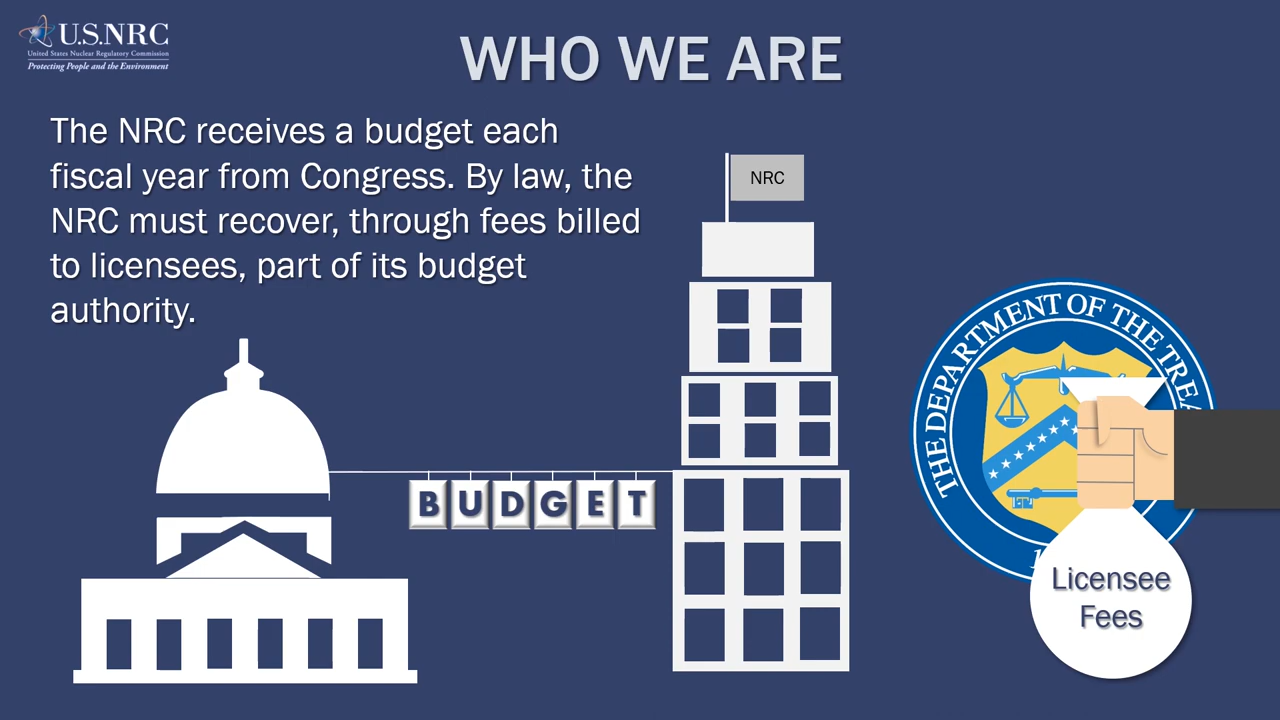 U.S.NRC
United States Nuclear Regulatory Commission
Protecting People and the Environment
WHO WE ARE
The NRC receives a budget each
fiscal year from Congress. By law, the
NRC must recover, through fees billed
to licensees, part of its budget
authority.
NRC
BUDGET
THE DEPARTMENT OF THE
Licensee
Fees